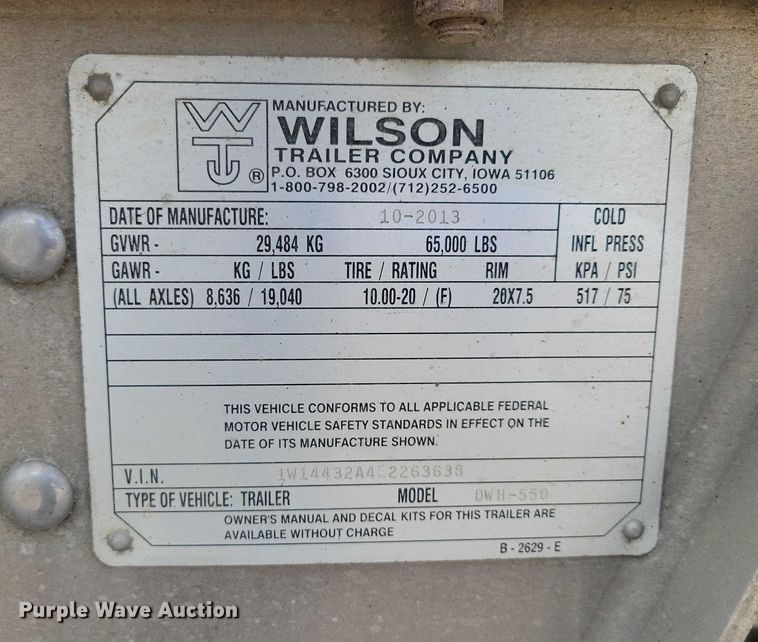 MANUFACTURED BY:
WILSON
TRAILER COMPANY
P.O. BOX 6300 SIOUX CITY, IOWA 51106
1-800-798-2002/(712)252-6500
DATE OF MANUFACTURE: 10-2013 COLD
GVWR - 29,484 KG 65,000 LBS INFL PRESS
GAWR - KG / LBS TIRE / RATING RIM KPA / PSI
(ALL AXLES) 8,636 / 19,040 10.00-20 / (F) 20X7.5 517 / 75
THIS VEHICLE CONFORMS TO ALL APPLICABLE FEDERAL
MOTOR VEHICLE SAFETY STANDARDS IN EFFECT ON THE
DATE OF ITS MANUFACTURE SHOWN.
V.I.N.
TYPE OF VEHICLE: TRAILER MODEL DWH-550
OWNER'S MANUAL AND DECAL KITS FOR THIS TRAILER ARE
AVAILABLE WITHOUT CHARGE
B - 2629 - E
Purple Wave Auction